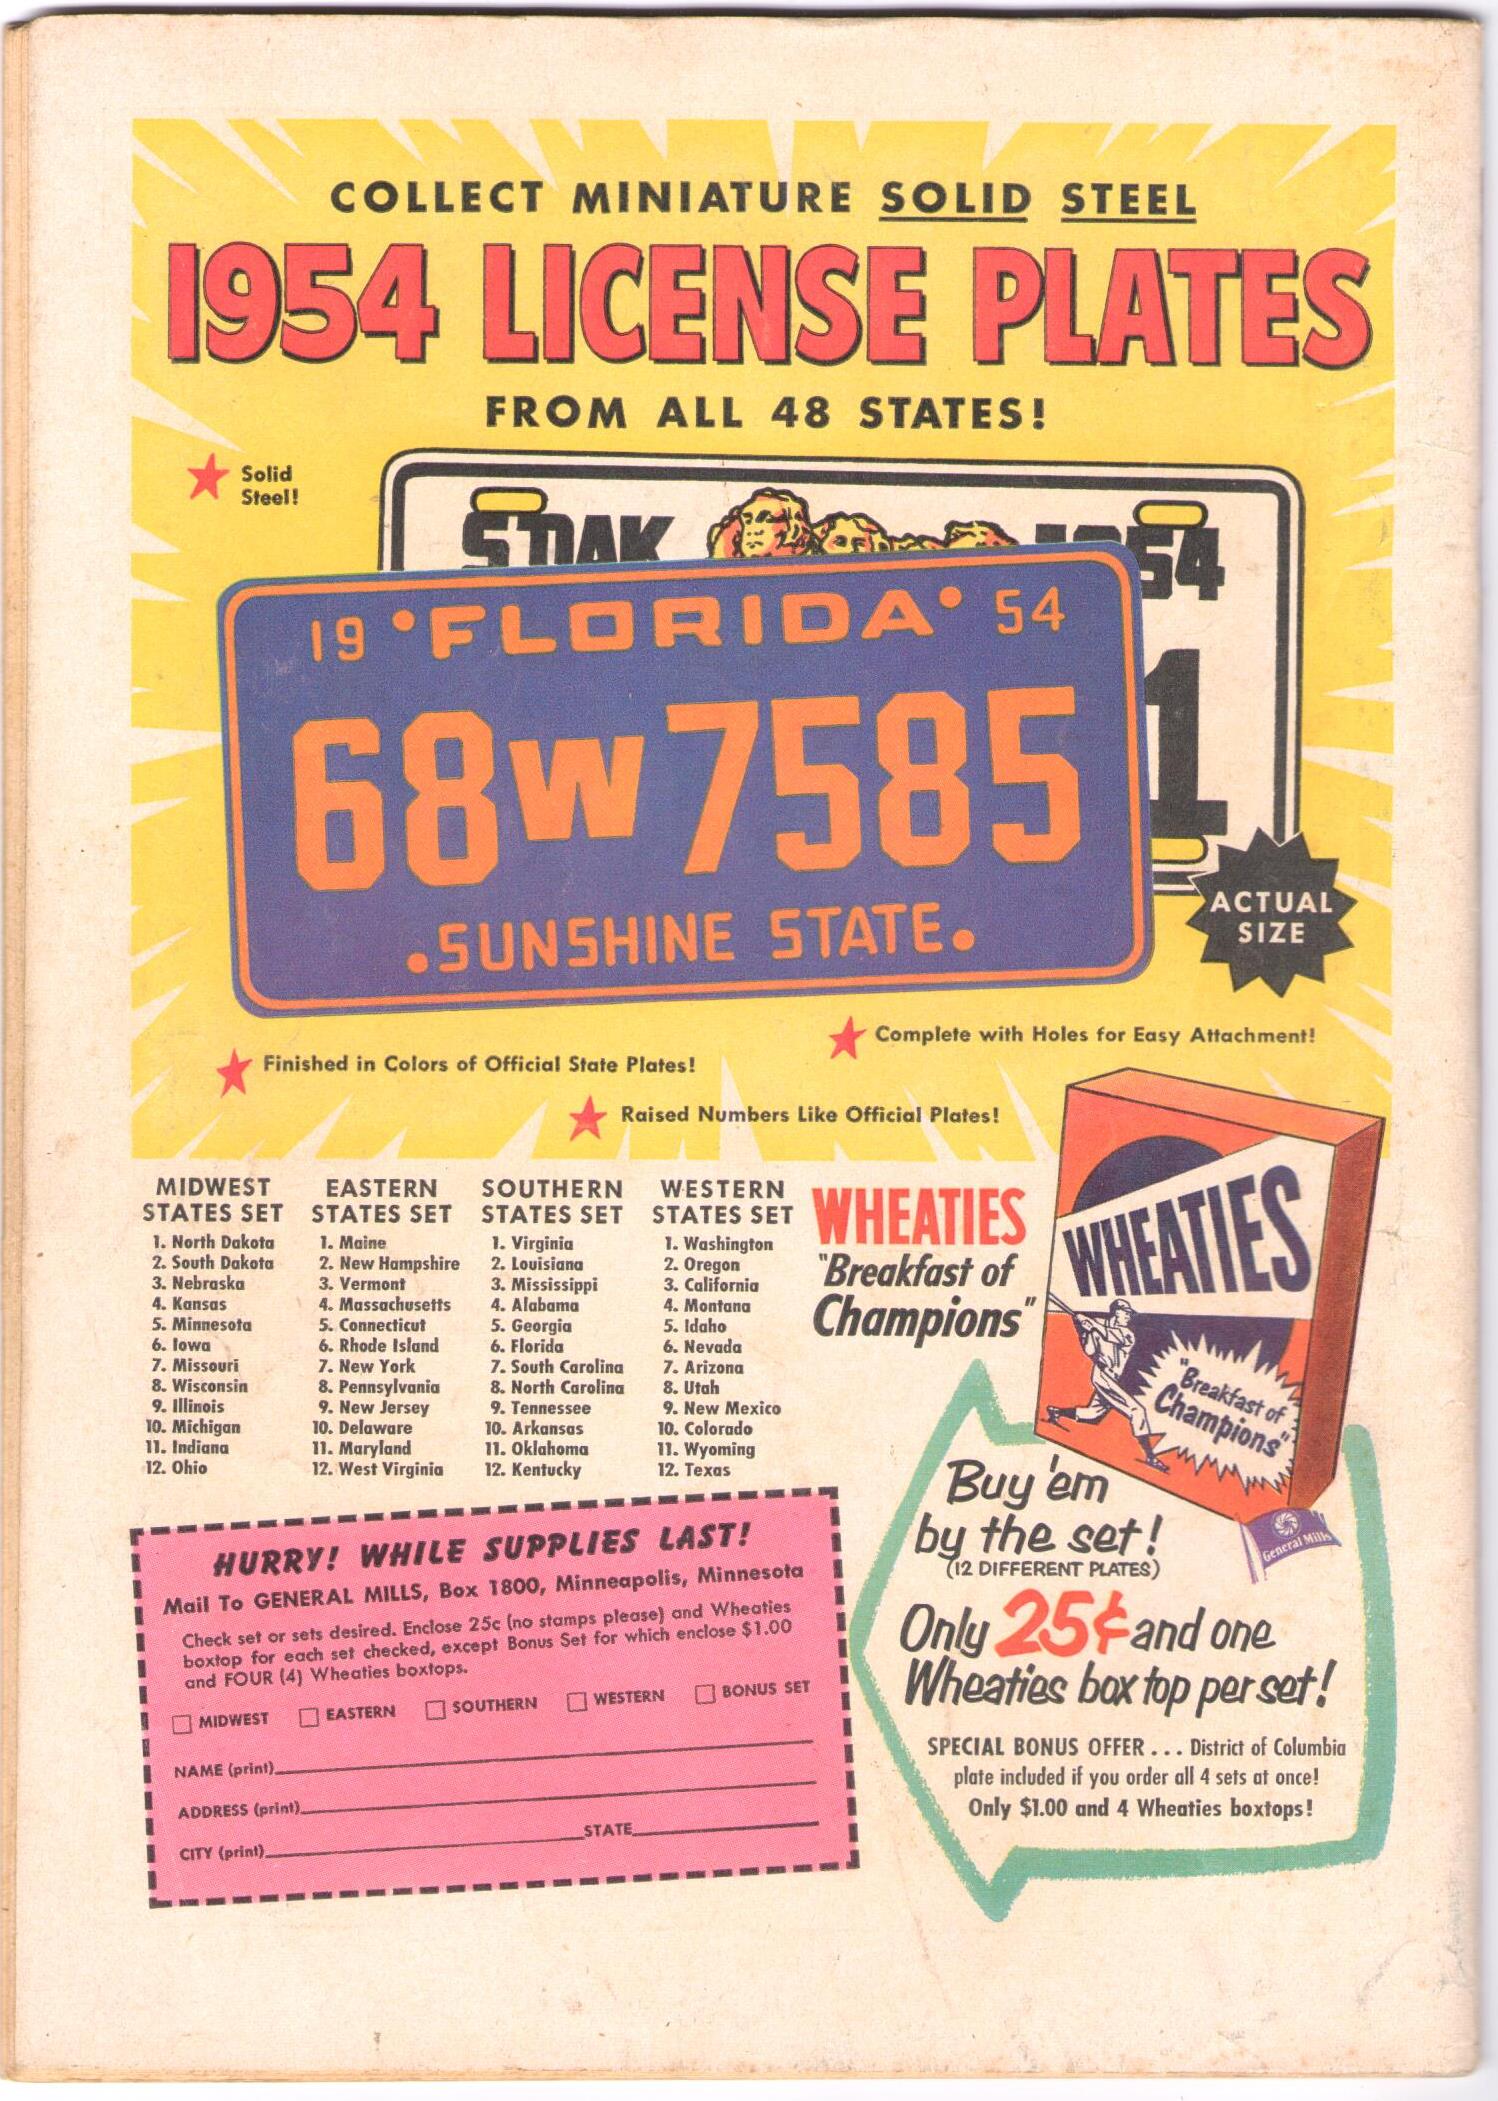 COLLECT MINIATURE SOLID STEEL
1954 LICENSE PLATES
FROM ALL 48 STATES!
Solid
Steel!
S DAK 1954
19 FLORIDA 54
68W7585
.SUNSHINE STATE.
1
ACTUAL
SIZE
Complete with Holes for Easy Attachment!
Finished in Colors of Official State Plates!
Raised Numbers Like Official Plates!
MIDWEST
STATES SET
1. North Dakota
2. South Dakota
3. Nebraska
4. Kansas
5. Minnesota
6. Iowa
7. Missouri
8. Wisconsin
9. Illinois
10. Michigan
11. Indiana
12. Ohio
EASTERN
STATES SET
1. Maine
2. New Hampshire
3. Vermont
4. Massachusetts
5. Connecticut
6. Rhode Island
7. New York
8. Pennsylvania
9. New Jersey
10. Delaware
11. Maryland
12. West Virginia
SOUTHERN
STATES SET
1. Virginia
2. Louisiana
3. Mississippi
4. Alabama
5. Georgia
6. Florida
7. South Carolina
8. North Carolina
9. Tennessee
10. Arkansas
11. Oklahoma
12. Kentucky
WESTERN
STATES SET
1. Washington
2. Oregon
3. California
4. Montana
5. Idaho
6. Nevada
7. Arizona
8. Utah
9. New Mexico
10. Colorado
11. Wyoming
12. Texas
WHEATIES
"Breakfast of
Champions"
WHEATIES
"Breakfast of
Champions"
General Mills
Buy 'em
by the set!
(12 DIFFERENT PLATES)
Only 25¢ and one
Wheaties box top per set!
SPECIAL BONUS OFFER... District of Columbia
plate included if you order all 4 sets at once!
Only $1.00 and 4 Wheaties boxtops!
HURRY! WHILE SUPPLIES LAST!
Mail To GENERAL MILLS, Box 1800, Minneapolis, Minnesota
Check set or sets desired. Enclose 25c (no stamps please) and Wheaties
boxtop for each set checked, except Bonus Set for which enclose $1.00
and FOUR (4) Wheaties boxtops.
MIDWEST EASTERN SOUTHERN WESTERN BONUS SET
NAME (print)
ADDRESS (print)
CITY (print) STATE